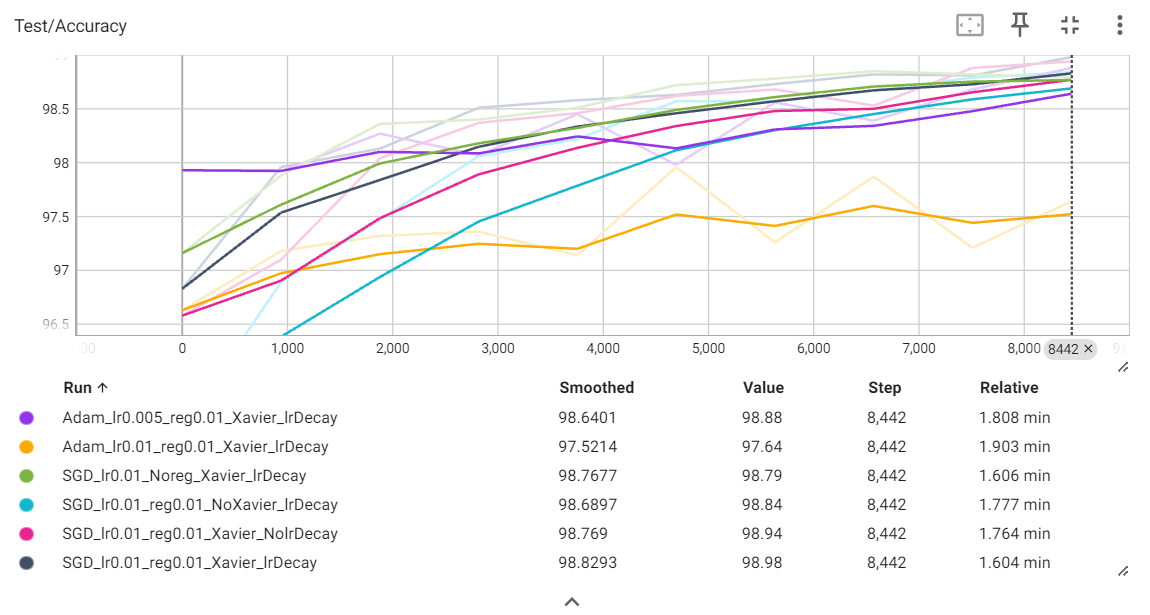 Test/Accuracy
99
98.5
98
97.5
97
96.5
00 0 1,000 2,000 3,000 4,000 5,000 6,000 7,000 8,000 8442 × 9,
Run ↑ Smoothed Value Step Relative
Adam_lr0.005_reg0.01_Xavier_lrDecay 98.6401 98.88 8,442 1.808 min
Adam_lr0.01_reg0.01_Xavier_lrDecay 97.5214 97.64 8,442 1.903 min
SGD_lr0.01_Noreg_Xavier_lrDecay 98.7677 98.79 8,442 1.606 min
SGD_lr0.01_reg0.01_NoXavier_lrDecay 98.6897 98.84 8,442 1.777 min
SGD_lr0.01_reg0.01_Xavier_NolrDecay 98.769 98.94 8,442 1.764 min
SGD_lr0.01_reg0.01_Xavier_lrDecay 98.8293 98.98 8,442 1.604 min